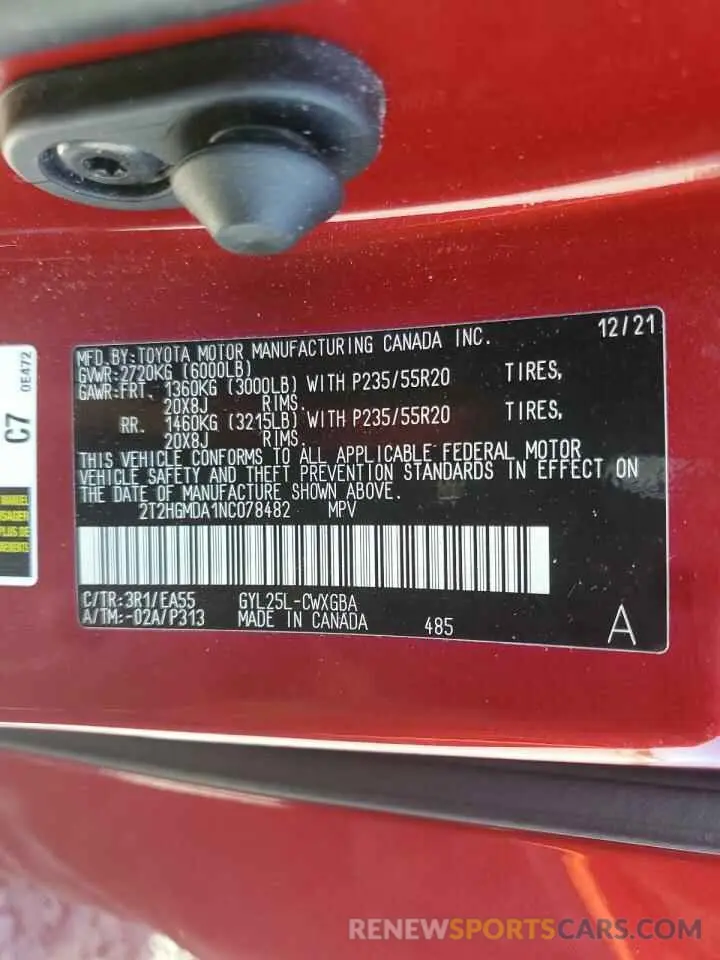 MFD. BY: TOYOTA MOTOR MANUFACTURING CANADA INC. 12/21
GVWR: 2720KG (6000LB)
GAWR: FRT. 1360KG (3000LB) WITH P235/55R20 TIRES,
20X8J RIMS.
RR. 1460KG (3215LB) WITH P235/55R20 TIRES,
20X8J RIMS.
THIS VEHICLE CONFORMS TO ALL APPLICABLE FEDERAL MOTOR
VEHICLE SAFETY AND THEFT PREVENTION STANDARDS IN EFFECT ON
THE DATE OF MANUFACTURE SHOWN ABOVE.
2T2HGMDA1NC078482 MPV
C/TR: 3R1/EA55 GYL25L-CWXGBA
A/TM: -02A/P313 MADE IN CANADA 485 A
C7 0E472
MANUEL
PLUS DE
RENEWSPORTSCARS.COM